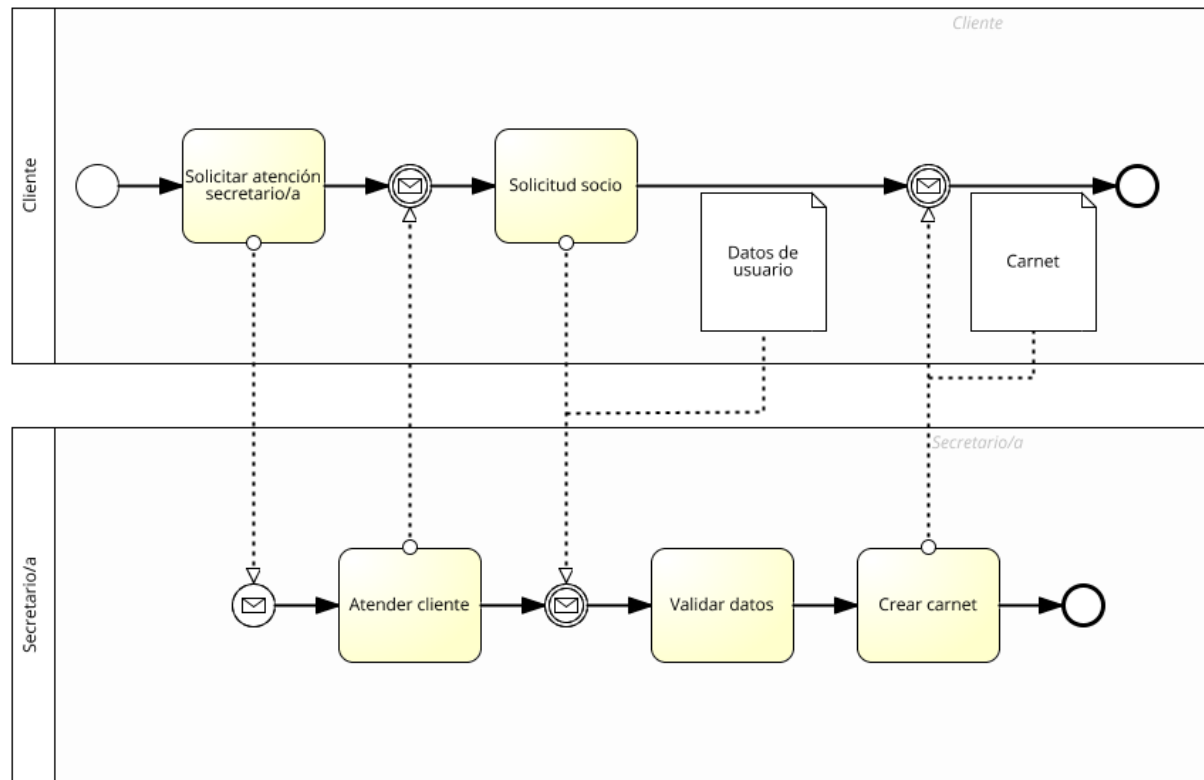 Cliente
Cliente
Solicitar atención
secretario/a
Solicitud socio
Datos de
usuario
Carnet
Secretario/a
Secretario/a
Atender cliente
Validar datos
Crear carnet